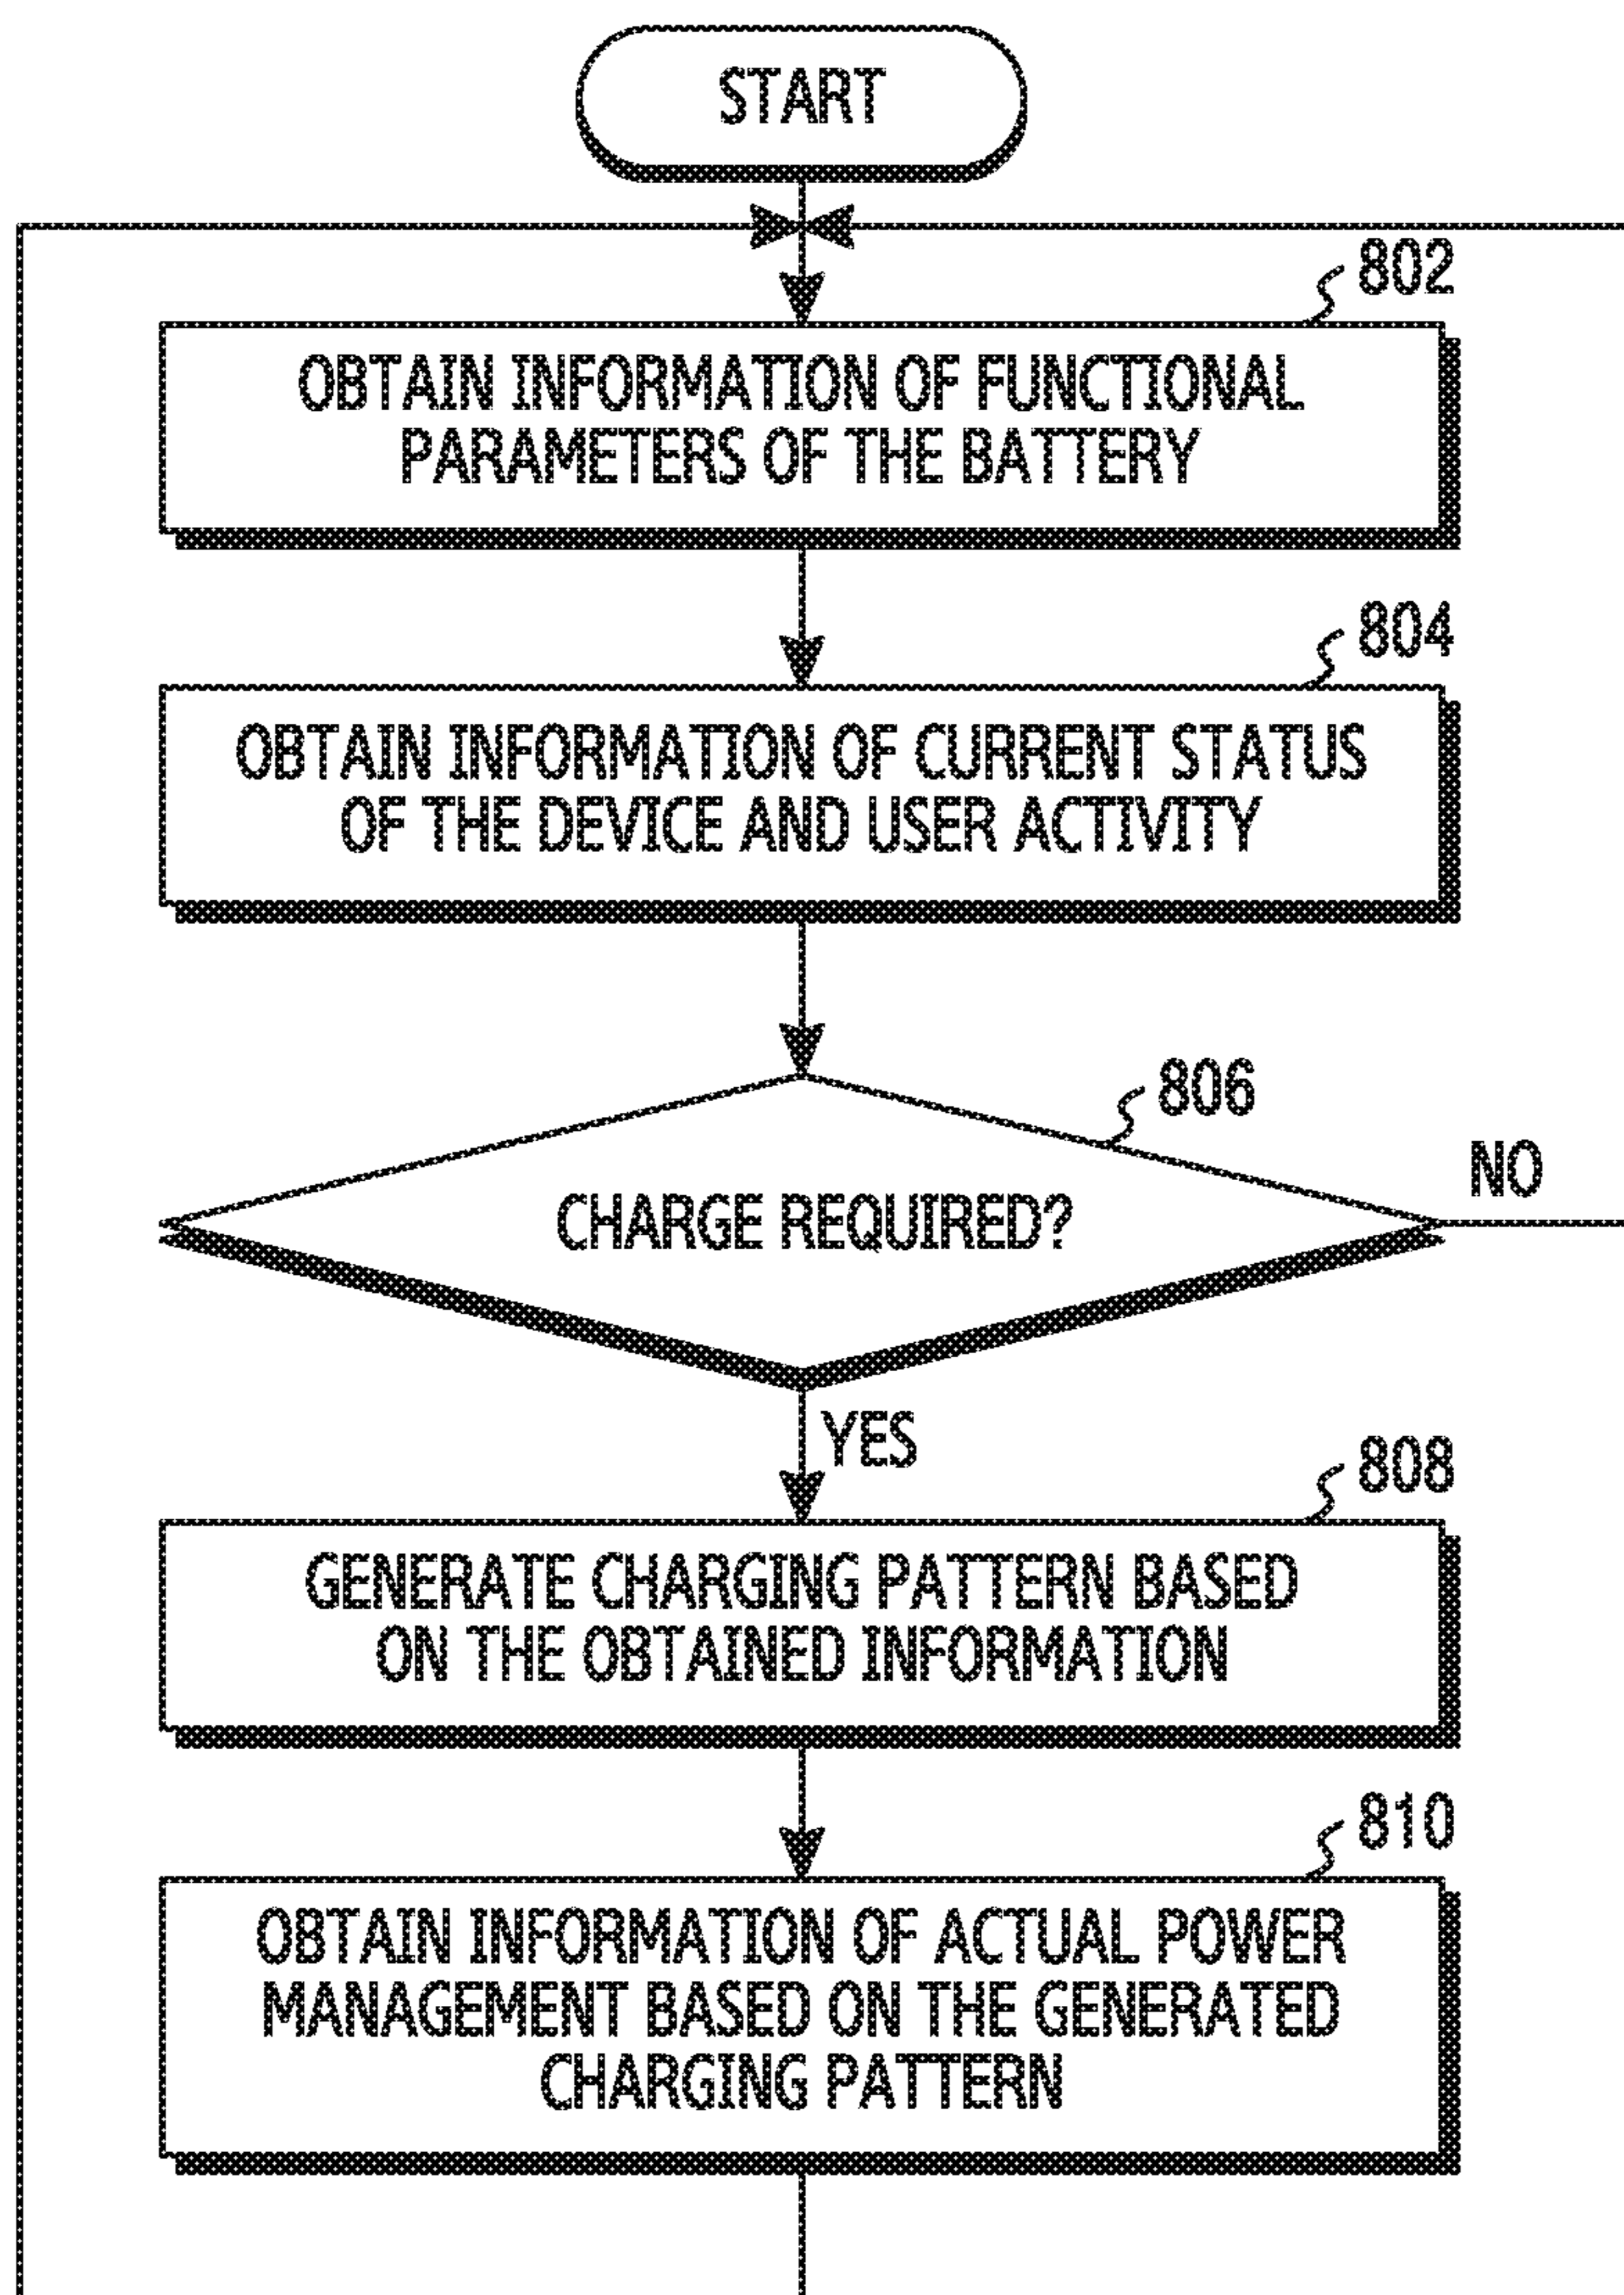 START
802
OBTAIN INFORMATION OF FUNCTIONAL
PARAMETERS OF THE BATTERY
804
OBTAIN INFORMATION OF CURRENT STATUS
OF THE DEVICE AND USER ACTIVITY
806
CHARGE REQUIRED?
NO
YES
808
GENERATE CHARGING PATTERN BASED
ON THE OBTAINED INFORMATION
810
OBTAIN INFORMATION OF ACTUAL POWER
MANAGEMENT BASED ON THE GENERATED
CHARGING PATTERN